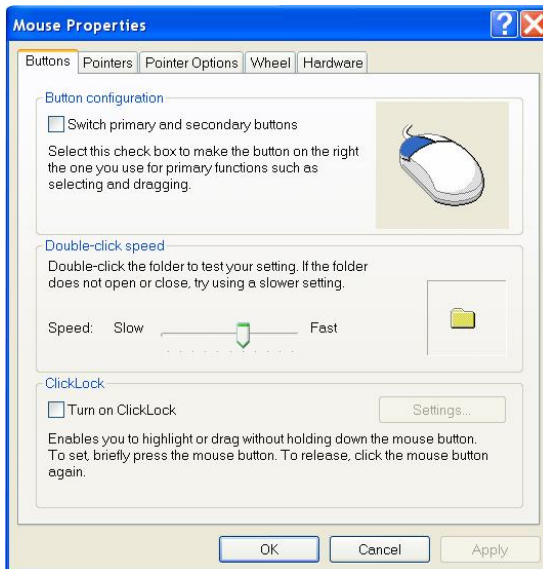 Mouse Properties
Buttons Pointers Pointer Options Wheel Hardware
Button configuration
Switch primary and secondary buttons
Select this check box to make the button on the right
the one you use for primary functions such as
selecting and dragging.
Double-click speed
Double-click the folder to test your setting. If the folder
does not open or close, try using a slower setting.
Speed: Slow Fast
ClickLock
Turn on ClickLock Settings...
Enables you to highlight or drag without holding down the mouse button.
To set, briefly press the mouse button. To release, click the mouse button
again.
OK Cancel Apply